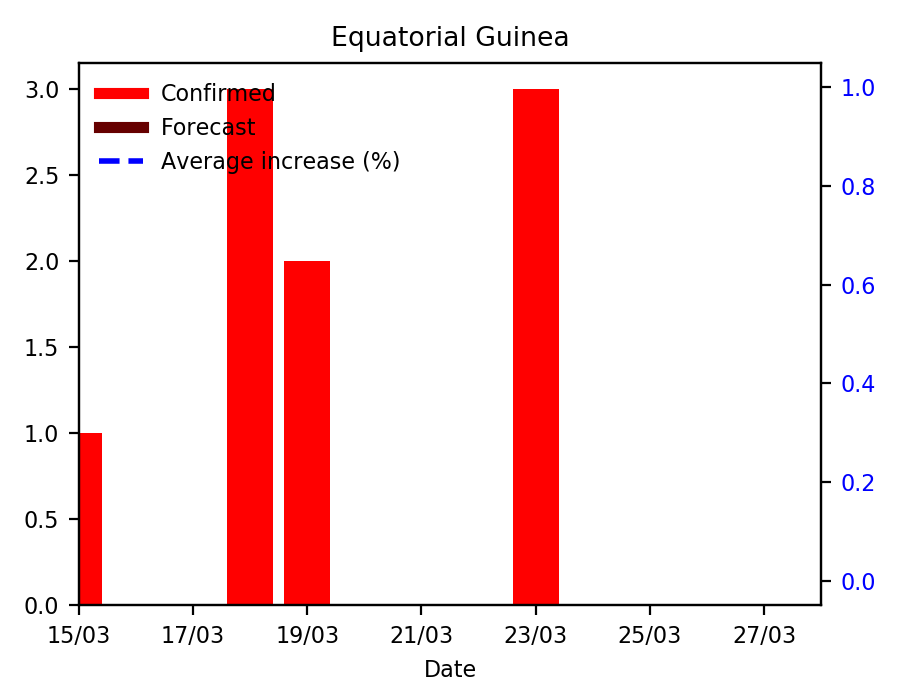 Equatorial Guinea
Confirmed
Forecast
Average increase (%)
3.0
2.5
2.0
1.5
1.0
0.5
0.0
1.0
0.8
0.6
0.4
0.2
0.0
15/03 17/03 19/03 21/03 23/03 25/03 27/03
Date